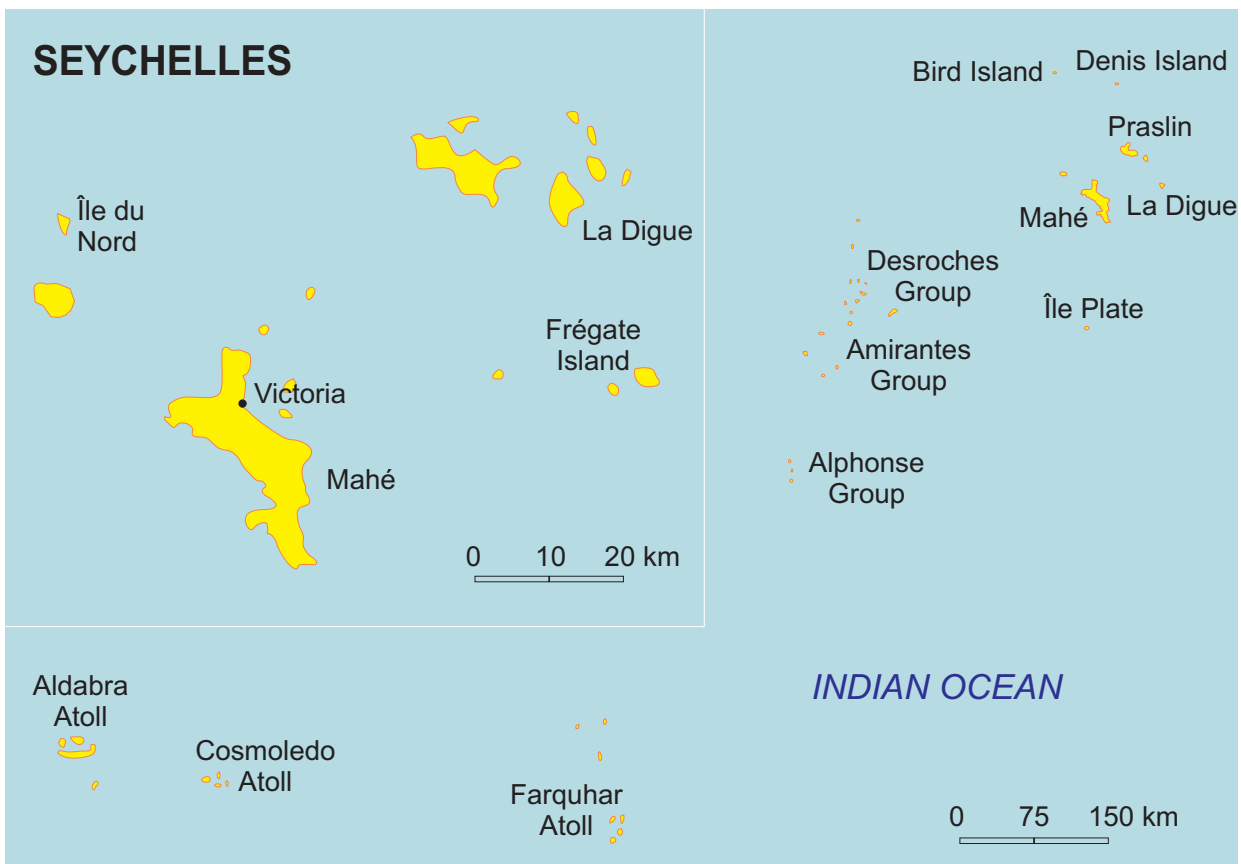 SEYCHELLES
Île du
Nord
La Digue
Frégate
Island
Victoria
Mahé
0 10 20 km
Bird Island
Denis Island
Praslin
La Digue
Mahé
Desroches
Group
Île Plate
Amirantes
Group
Alphonse
Group
INDIAN OCEAN
Aldabra
Atoll
Cosmoledo
Atoll
Farquhar
Atoll
0 75 150 km